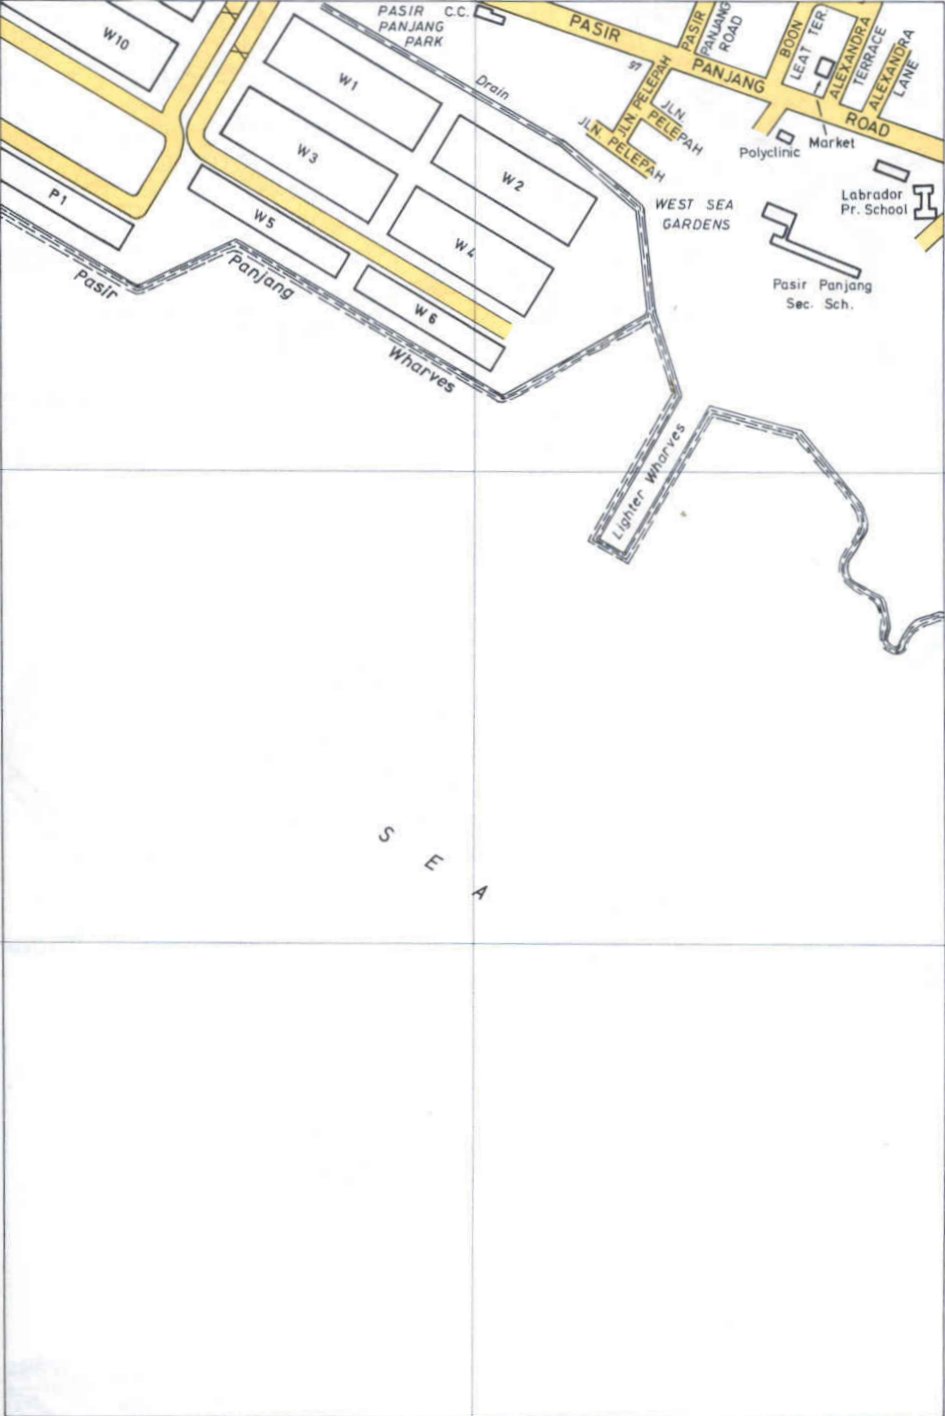 PASIR
PANJANG
PARK
C.C.
W10
W1
Drain
PASIR
PANJANG
ROAD
PASIR
PANJANG
ROAD
BOON
LEAT TER.
ALEXANDRA
TERRACE
ALEXANDRA
LANE
97
JLN. PELEPAH
JLN.
PELEPAH
JLN.
PELEPAH
Polyclinic
Market
W3
W2
P1
W5
W4
W6
WEST SEA
GARDENS
Labrador
Pr. School
Pasir Panjang
Sec. Sch.
Pasir
Panjang
Wharves
Lighter Wharves
SEA